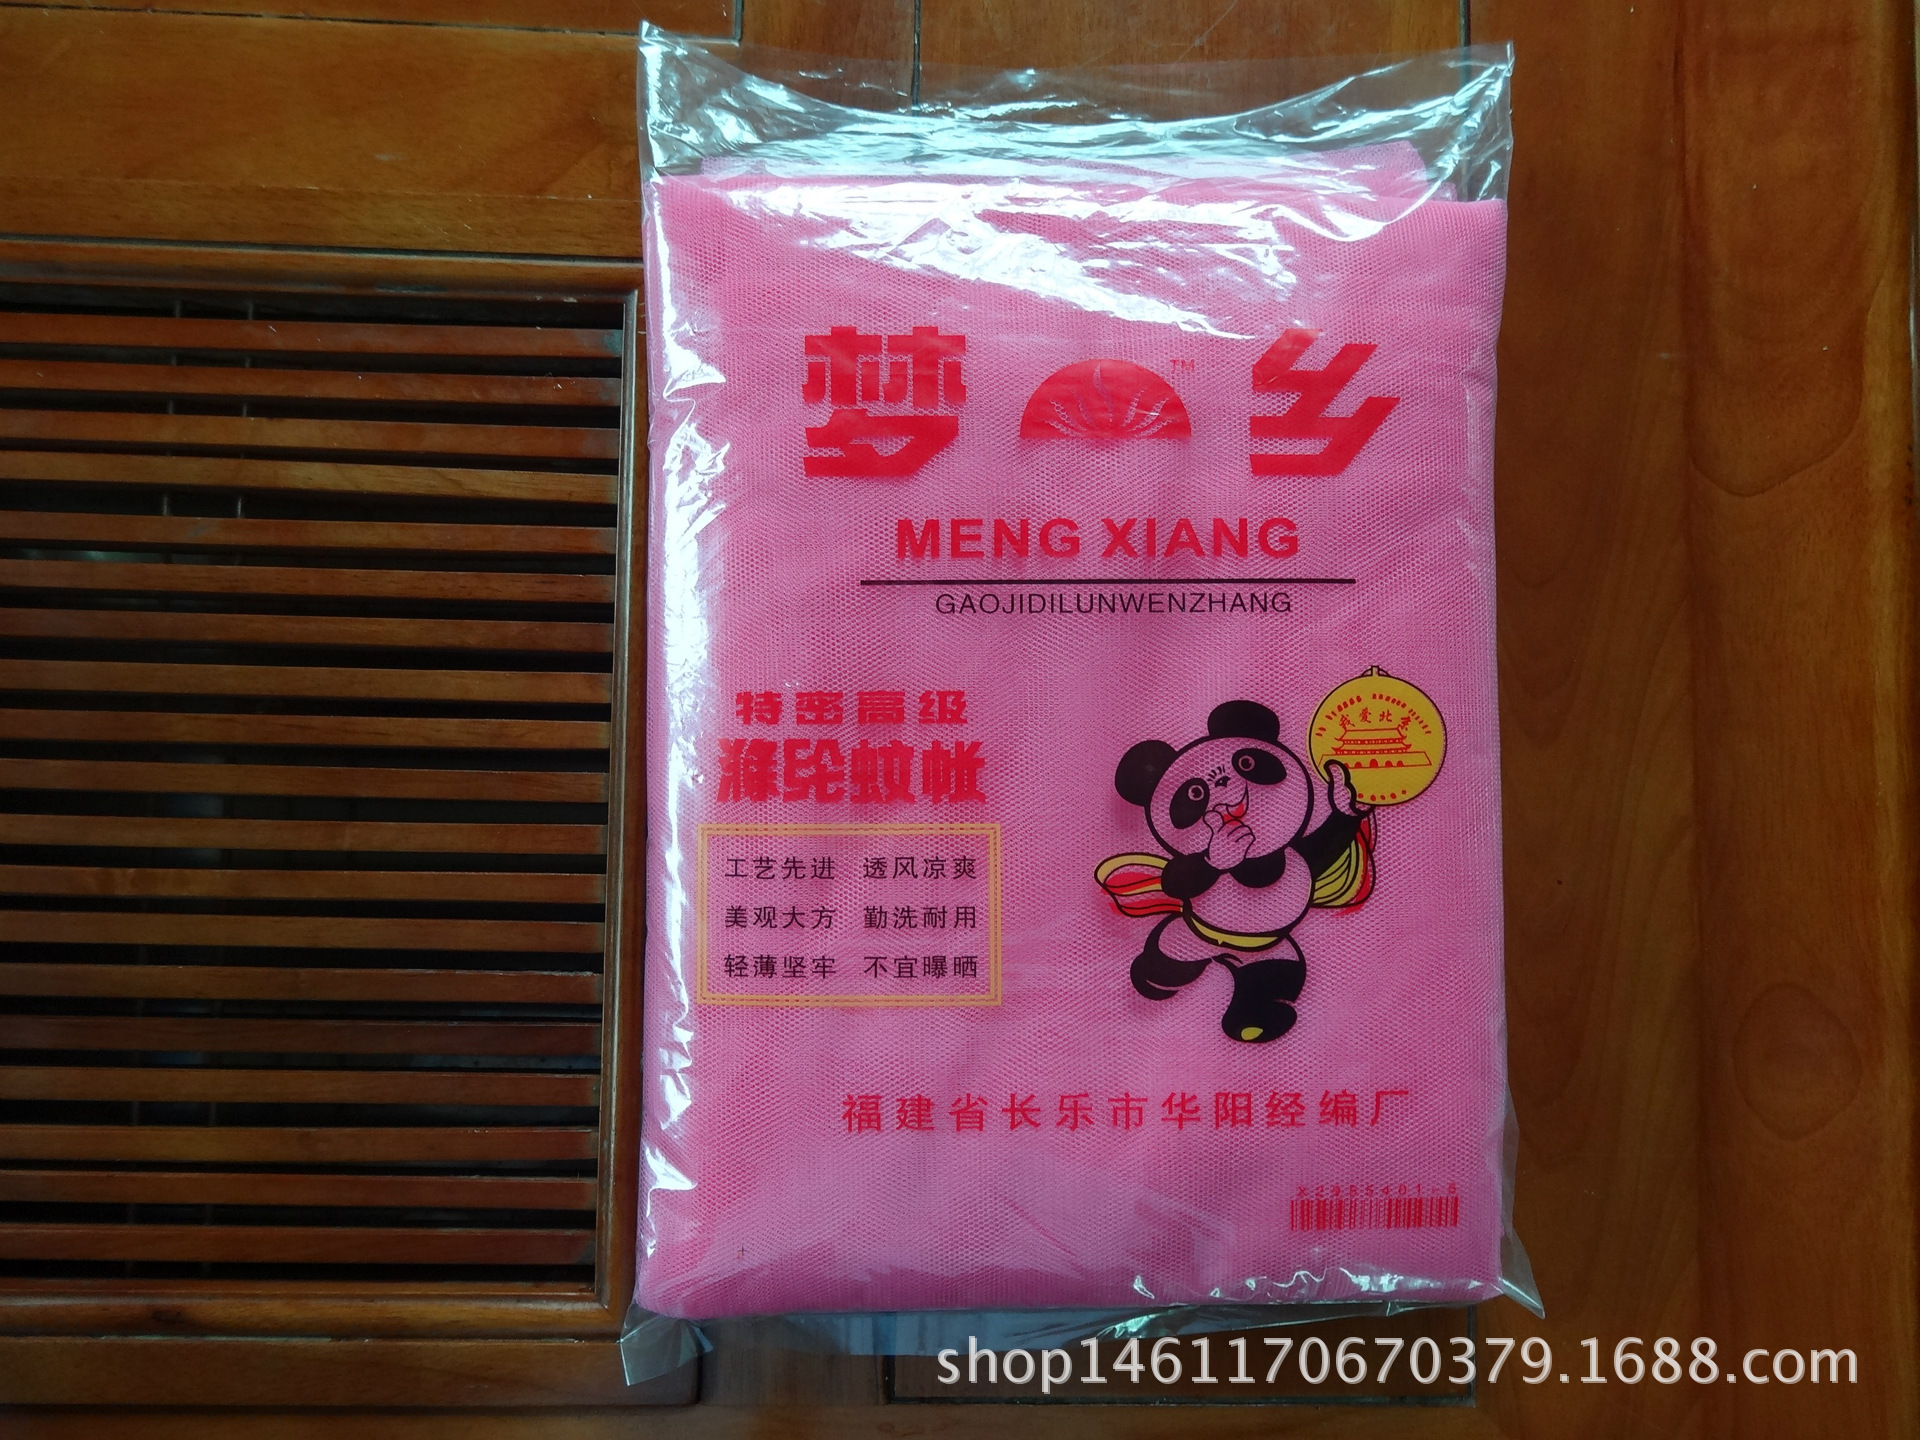 梦 乡
TM
MENG XIANG
GAOJIDILUNWENZHANG
特密高级
涤纶蚊帐
我爱北京
工艺先进 透风凉爽
美观大方 勤洗耐用
轻薄坚牢 不宜曝晒
福建省长乐市华阳经编厂
X2955401-6
shop1461170670379.1688.com